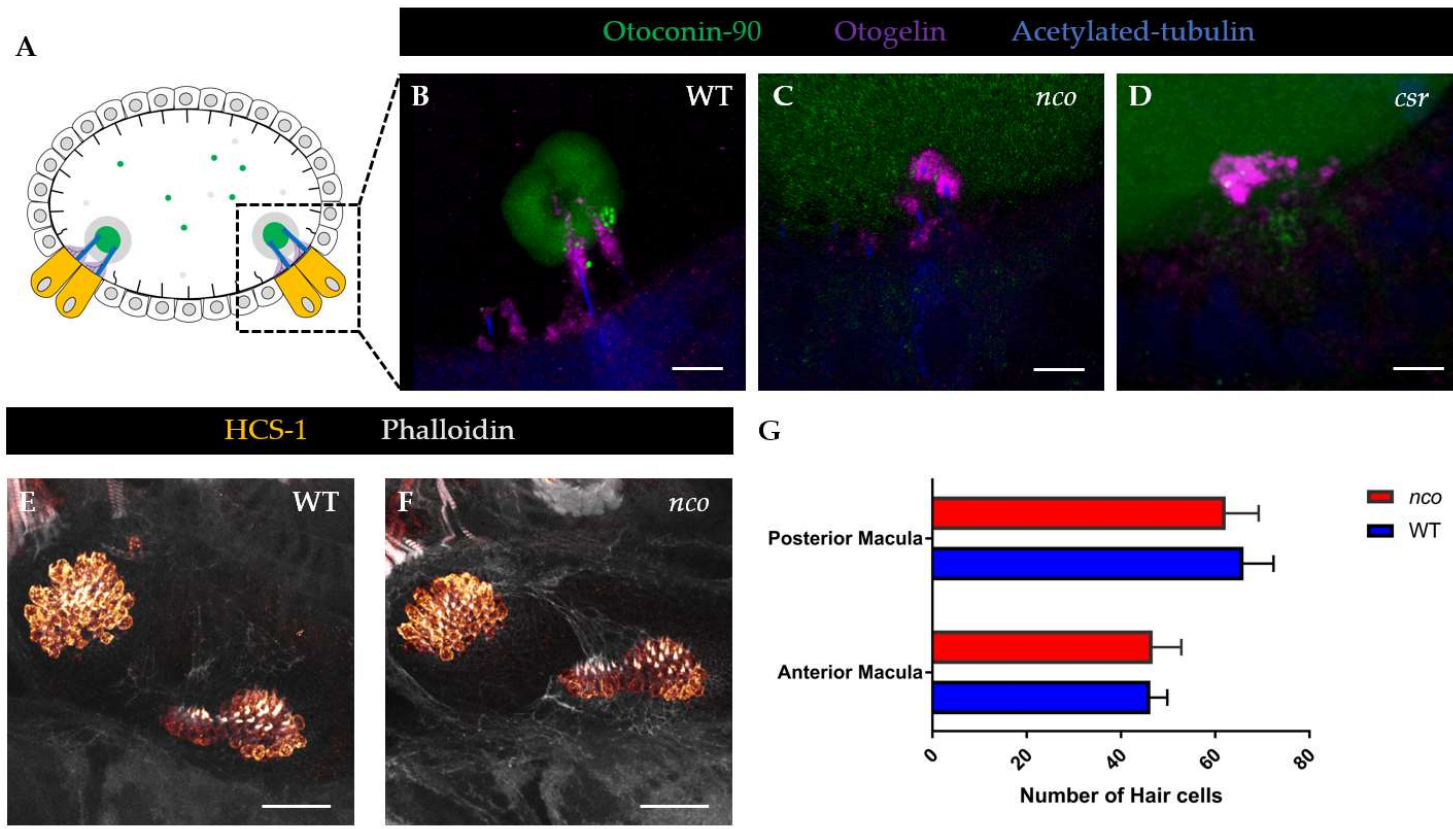 Otoconin-90 Otogelin Acetylated-tubulin
A
B WT
C nco
D csr
HCS-1 Phalloidin
E WT
F nco
G
nco
WT
Posterior Macula
Anterior Macula
0 20 40 60 80
Number of Hair cells